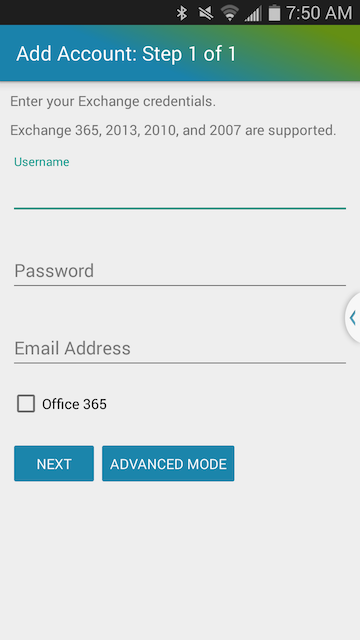 7:50 AM
Add Account: Step 1 of 1
Enter your Exchange credentials.
Exchange 365, 2013, 2010, and 2007 are supported.
Username
Password
Email Address
Office 365
NEXT ADVANCED MODE